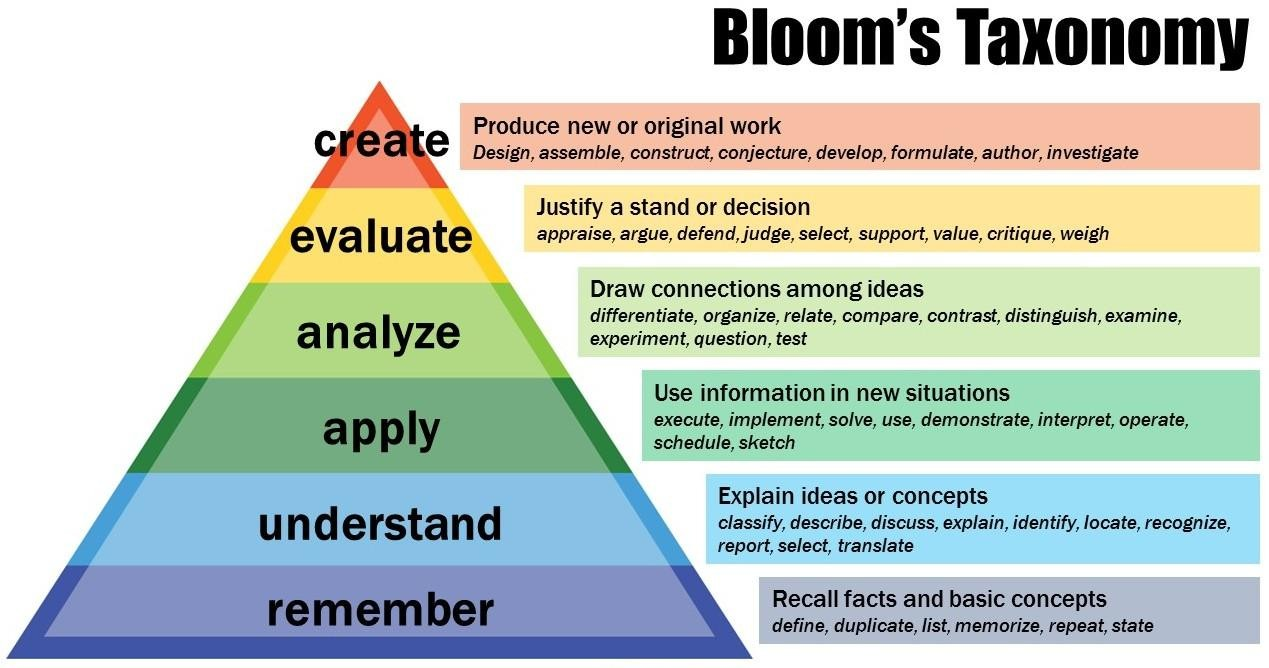 Bloom's Taxonomy
create
Produce new or original work
Design, assemble, construct, conjecture, develop, formulate, author, investigate
evaluate
Justify a stand or decision
appraise, argue, defend, judge, select, support, value, critique, weigh
analyze
Draw connections among ideas
differentiate, organize, relate, compare, contrast, distinguish, examine,
experiment, question, test
apply
Use information in new situations
execute, implement, solve, use, demonstrate, interpret, operate,
schedule, sketch
understand
Explain ideas or concepts
classify, describe, discuss, explain, identify, locate, recognize,
report, select, translate
remember
Recall facts and basic concepts
define, duplicate, list, memorize, repeat, state